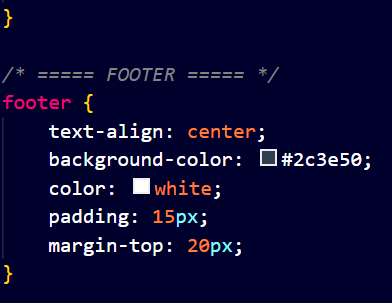 }
/* ===== FOOTER ===== */
footer {
    text-align: center;
    background-color: #2c3e50;
    color: white;
    padding: 15px;
    margin-top: 20px;
}